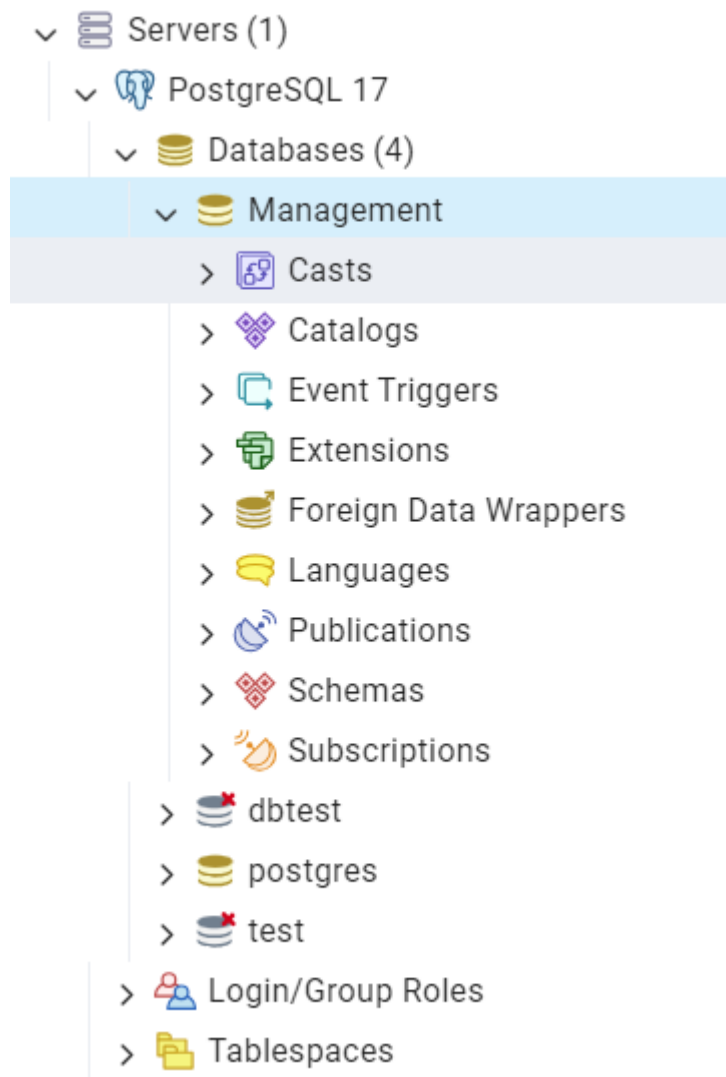 Servers (1)
PostgreSQL 17
Databases (4)
Management
Casts
Catalogs
Event Triggers
Extensions
Foreign Data Wrappers
Languages
Publications
Schemas
Subscriptions
dbtest
postgres
test
Login/Group Roles
Tablespaces